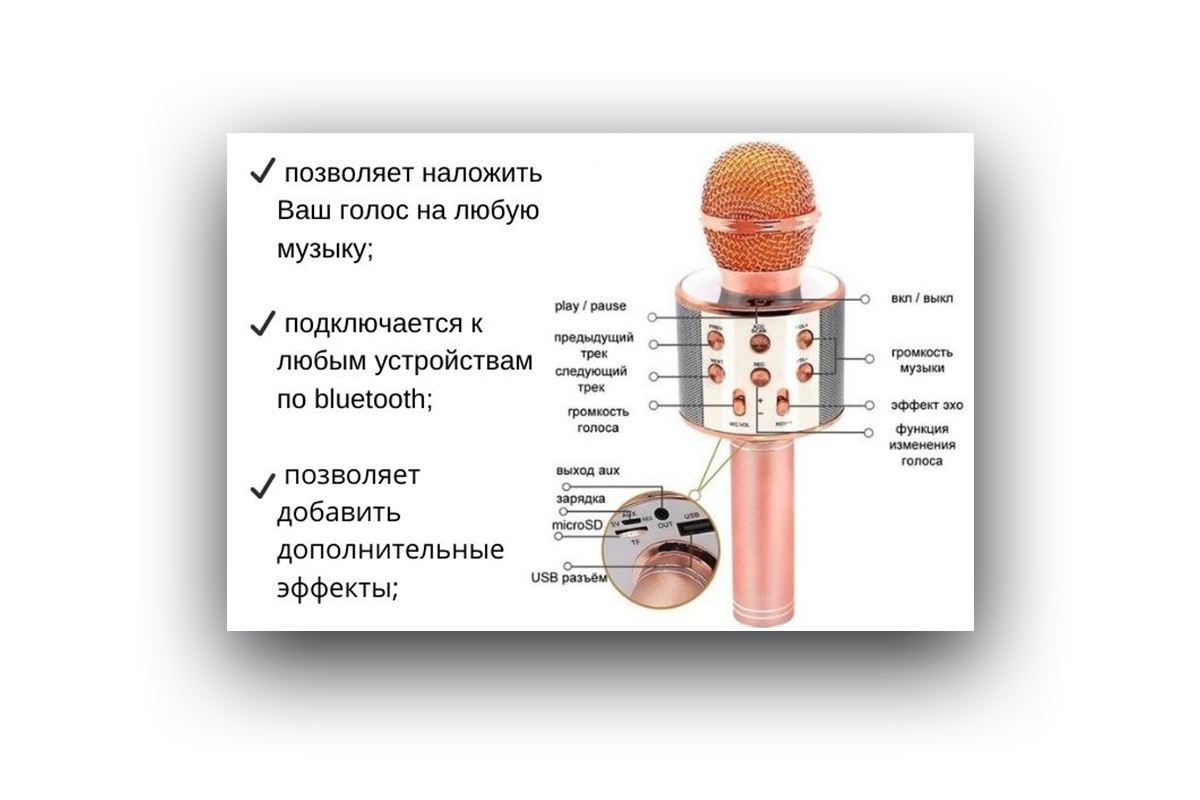 позволяет наложить
Ваш голос на любую
музыку;
подключается к
любым устройствам
по bluetooth;
позволяет
добавить
дополнительные
эффекты;
play / pause
предыдущий
трек
следующий
трек
громкость
голоса
вкл / выкл
громкость
музыки
эффект эхо
функция
изменения
голоса
PREV
NEXT
REC
+
−
MIC VOL
выход aux
зарядка
microSD
USB разъём
AUX
5V
REC
OUT
USB
TF